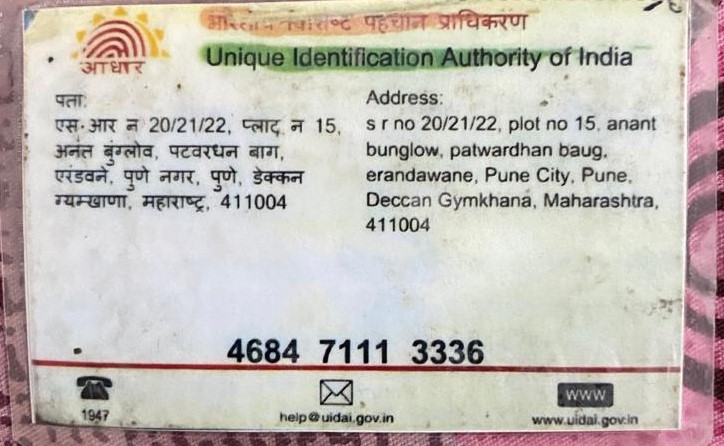 भारतीय विशिष्ट पहचान प्राधिकरण
आधार
Unique Identification Authority of India
पता:
एस॰आर न 20/21/22, प्लाट न 15,
अनंत बुंग्लोव, पटवरधन बाग,
एरंडवने, पुणे नगर, पुणे, डेक्कन
ग्यम्खाणा, महाराष्ट्र, 411004
Address:
s r no 20/21/22, plot no 15, anant
bunglow, patwardhan baug,
erandawane, Pune City, Pune,
Deccan Gymkhana, Maharashtra,
411004
4684 7111 3336
1947
help@uidai.gov.in
WWW
www.uidai.gov.in